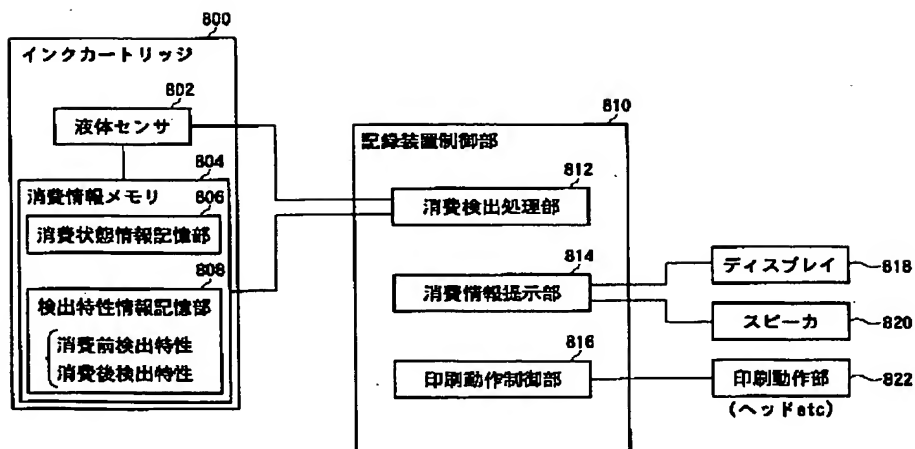 800
インクカートリッジ
802
液体センサ
804
消費情報メモリ
806
消費状態情報記憶部
808
検出特性情報記憶部
消費前検出特性
消費後検出特性
810
記録装置制御部
812
消費検出処理部
814
消費情報提示部
816
印刷動作制御部
ディスプレイ
818
スピーカ
820
印刷動作部
822
(ヘッドetc)